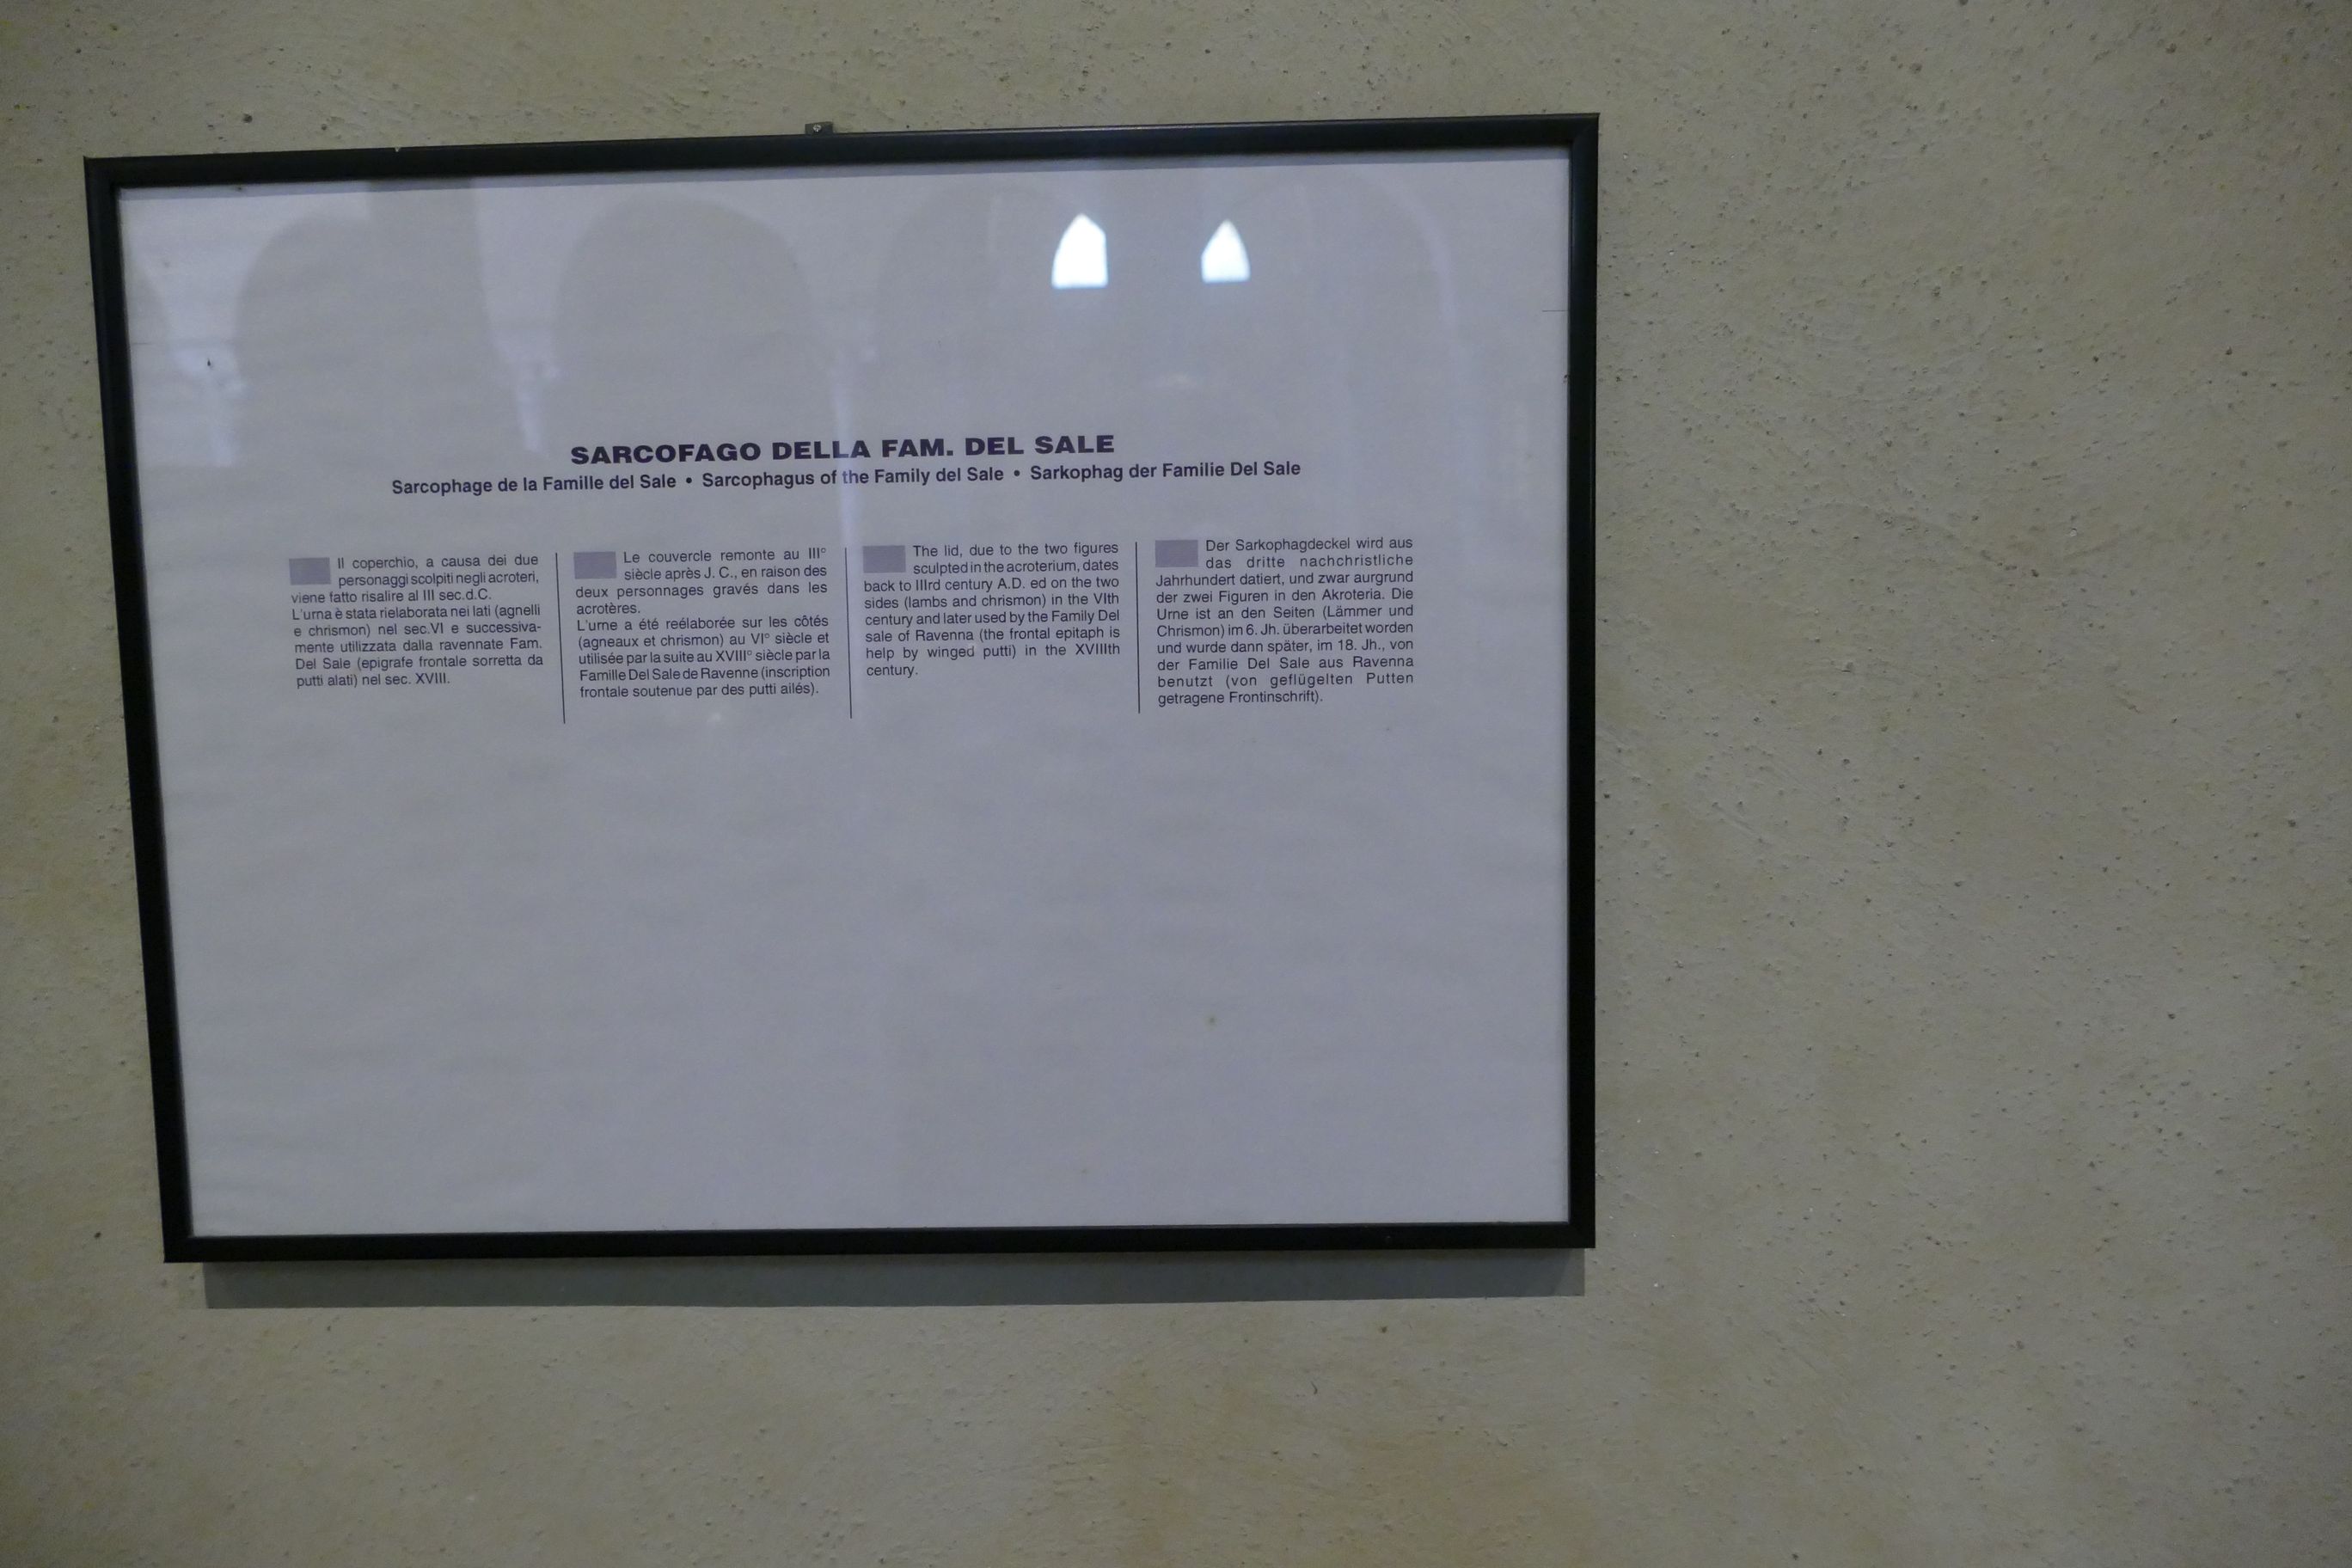 SARCOFAGO DELLA FAM. DEL SALE
Sarcophage de la Famille del Sale • Sarcophagus of the Family del Sale • Sarkophag der Familie Del Sale
Il coperchio, a causa dei due
personaggi scolpiti negli acroteri,
viene fatto risalire al III sec.d.C.
L'urna è stata rielaborata nei lati (agnelli
e chrismon) nel sec.VI e successiva-
mente utilizzata dalla ravennate Fam.
Del Sale (epigrafe frontale sorretta da
putti alati) nel sec. XVIII.
Le couvercle remonte au III°
siècle après J. C., en raison des
deux personnages gravés dans les
acrotères.
L'urne a été reélaborée sur les côtés
(agneaux et chrismon) au VI° siècle et
utilisée par la suite au XVIII° siècle par la
Famille Del Sale de Ravenne (inscription
frontale soutenue par des putti ailés).
The lid, due to the two figures
sculpted in the acroterium, dates
back to IIIrd century A.D. ed on the two
sides (lambs and chrismon) in the VIth
century and later used by the Family Del
sale of Ravenna (the frontal epitaph is
help by winged putti) in the XVIIIth
century.
Der Sarkophagdeckel wird aus
das dritte nachchristliche
Jahrhundert datiert, und zwar aurgrund
der zwei Figuren in den Akroteria. Die
Urne ist an den Seiten (Lämmer und
Chrismon) im 6. Jh. überarbeitet worden
und wurde dann später, im 18. Jh., von
der Familie Del Sale aus Ravenna
benutzt (von geflügelten Putten
getragene Frontinschrift).